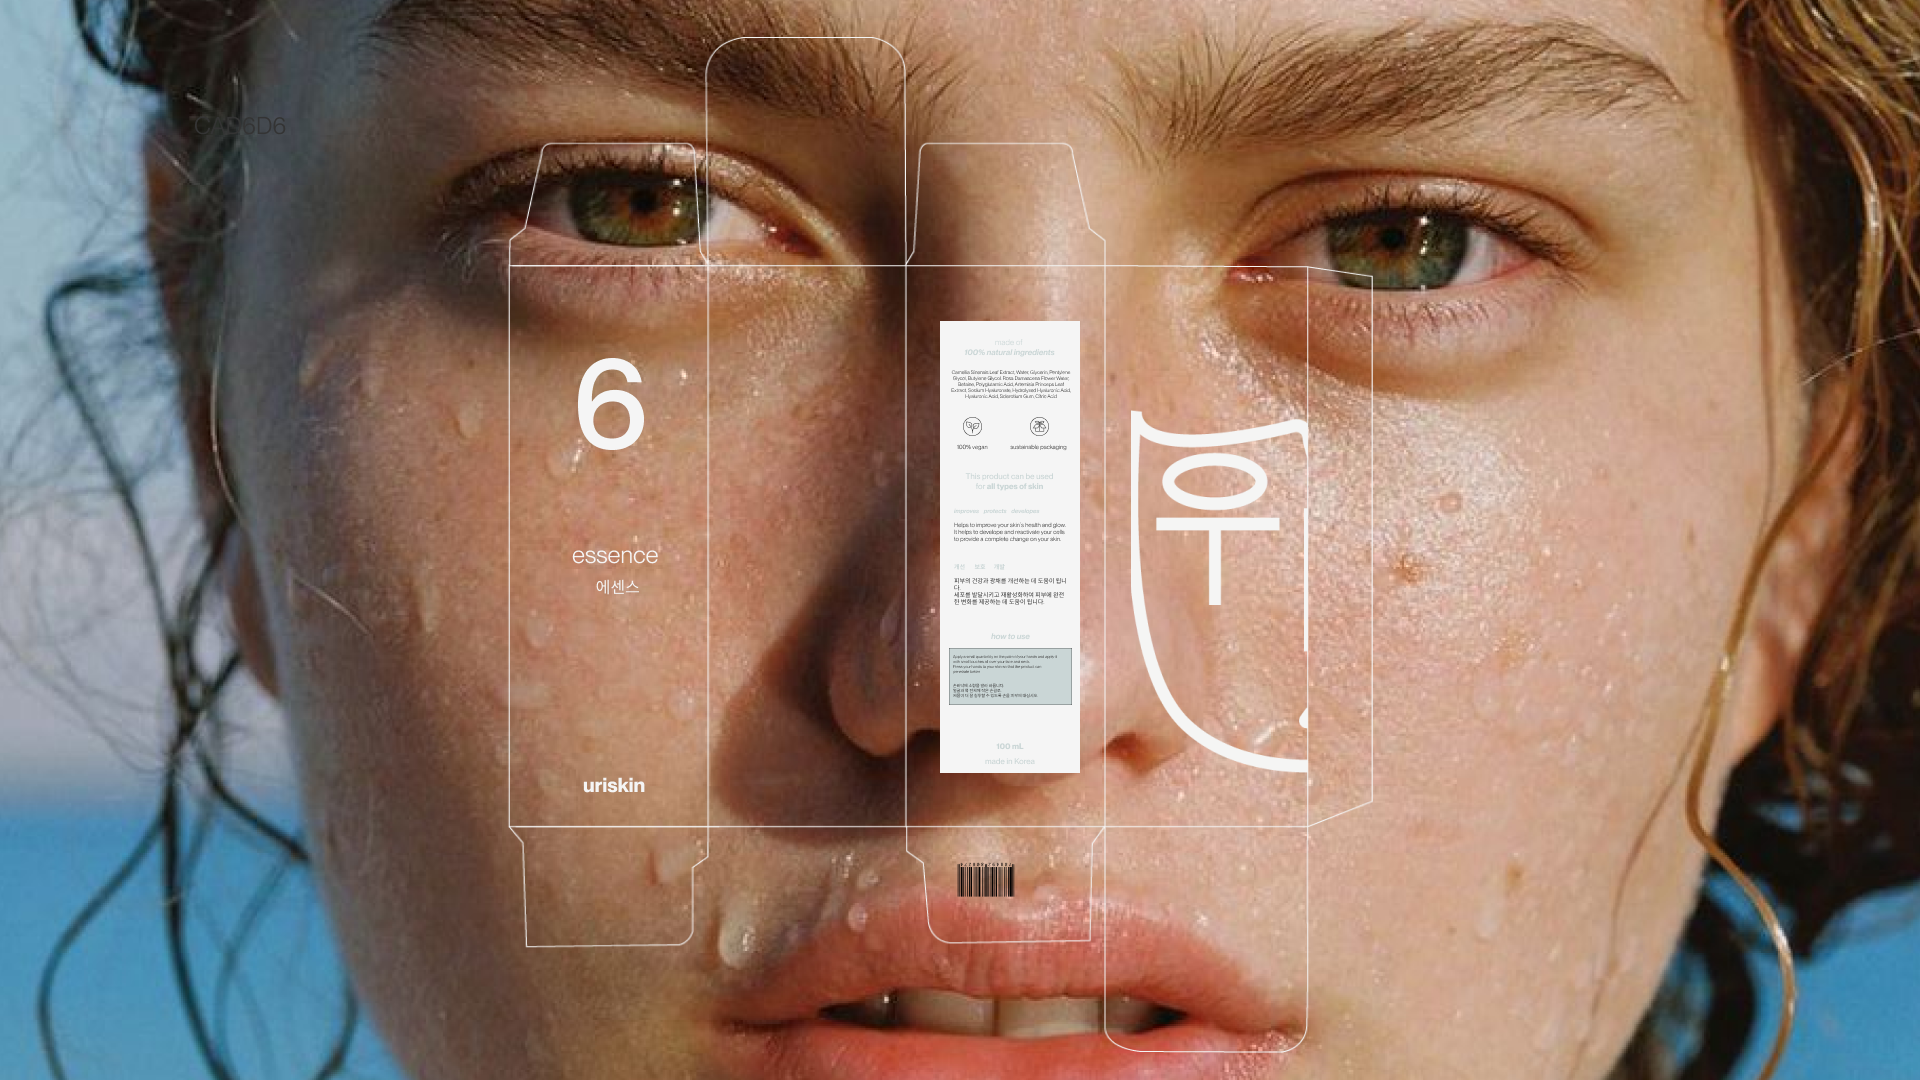 6
essence
에센스
uriskin
made of
100% natural ingredients
Camellia Sinensis Leaf Extract, Water, Glycerin, Pentylene
Glycol, Butylene Glycol, Rosa Damascena Flower Water,
Betaine, Polyglutamic Acid, Artemisia Princeps Leaf
Extract, Sodium Hyaluronate, Hydrolyzed Hyaluronic Acid,
Hyaluronic Acid, Sclerotium Gum, Citric Acid
100% vegan
sustainable packaging
This product can be used
for all types of skin
improves protects developes
Helps to improve your skin's health and glow.
It helps to develope and reactivate your cells
to provide a complete change on your skin.
개선 보호 개발
피부의 건강과 광채를 개선하는 데 도움이 됩니
다.
세포를 발달시키고 재활성화하여 피부에 완전
한 변화를 제공하는 데 도움이 됩니다.
how to use
100 mL
made in Korea
우